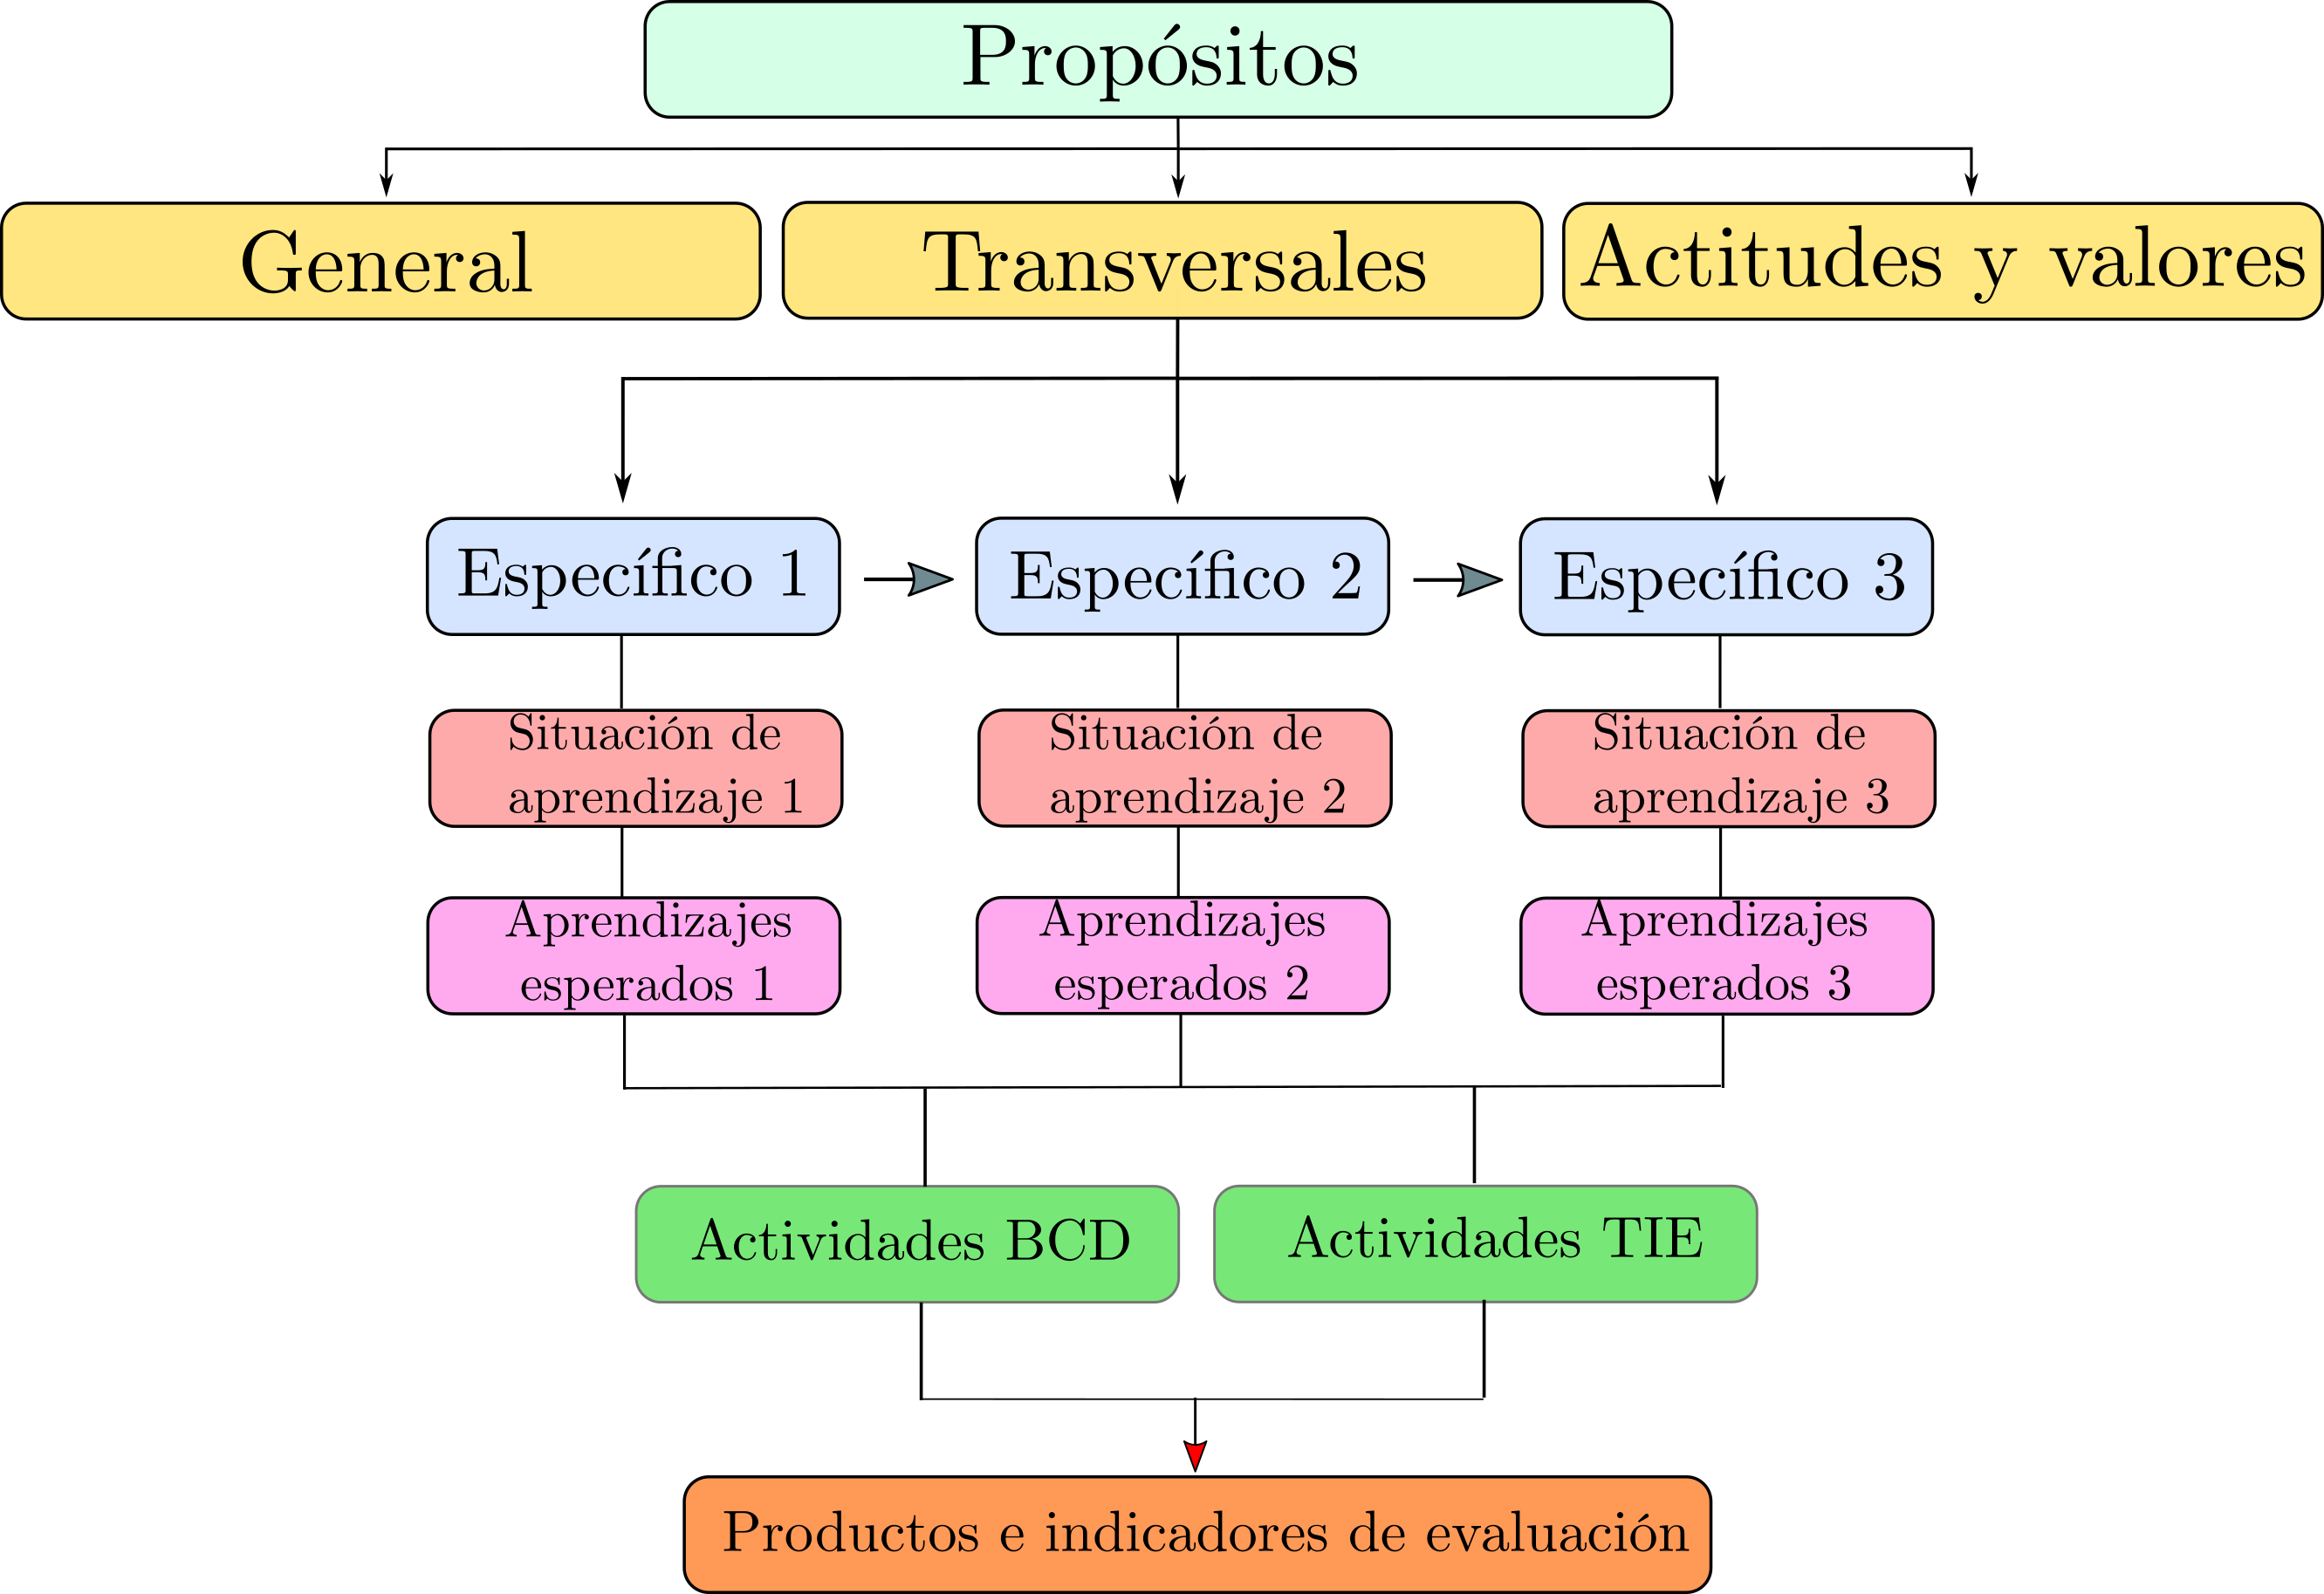 Propósitos
General
Transversales
Actitudes y valores
Específico 1
Específico 2
Específico 3
Situación de
aprendizaje 1
Situación de
aprendizaje 2
Situación de
aprendizaje 3
Aprendizajes
esperados 1
Aprendizajes
esperados 2
Aprendizajes
esperados 3
Actividades BCD
Actividades TIE
Productos e indicadores de evaluación